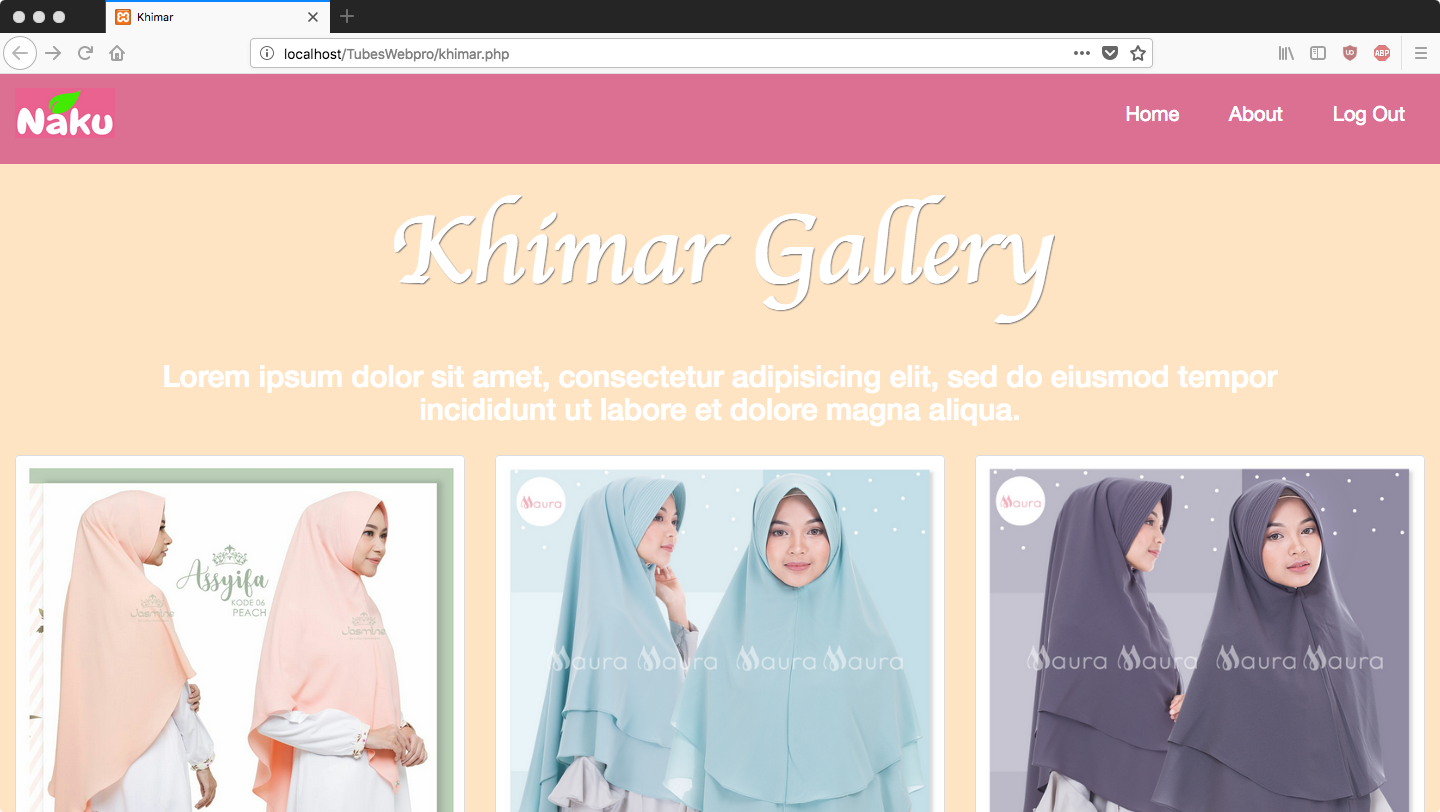 Khimar
localhost/TubesWebpro/khimar.php
UD
ABP
Naku
Home About Log Out
Khimar Gallery
Lorem ipsum dolor sit amet, consectetur adipisicing elit, sed do eiusmod tempor
incididunt ut labore et dolore magna aliqua.
Assyifa
KODE 06
PEACH
Jasmine
Jasmine
Maura
Maura Maura Maura Maura
Maura
Maura Maura Maura Maura